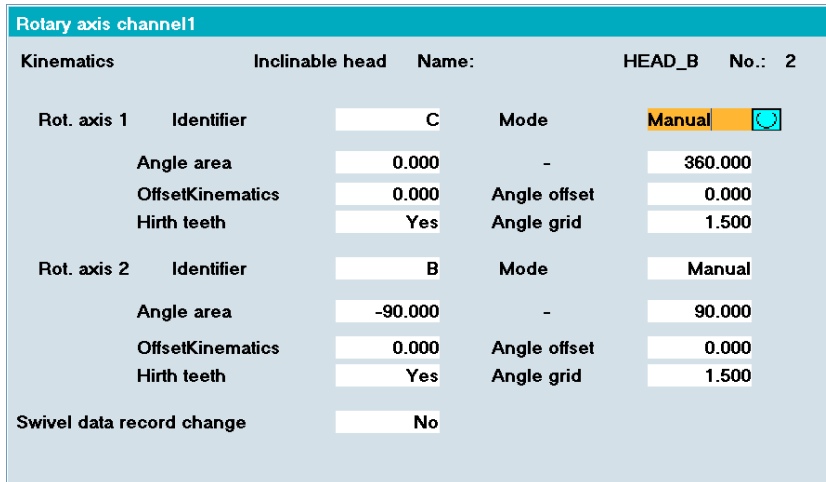 Rotary axis channel1
Kinematics Inclinable head Name: HEAD_B No.: 2
Rot. axis 1 Identifier C Mode Manual
Angle area 0.000 - 360.000
OffsetKinematics 0.000 Angle offset 0.000
Hirth teeth Yes Angle grid 1.500
Rot. axis 2 Identifier B Mode Manual
Angle area -90.000 - 90.000
OffsetKinematics 0.000 Angle offset 0.000
Hirth teeth Yes Angle grid 1.500
Swivel data record change No